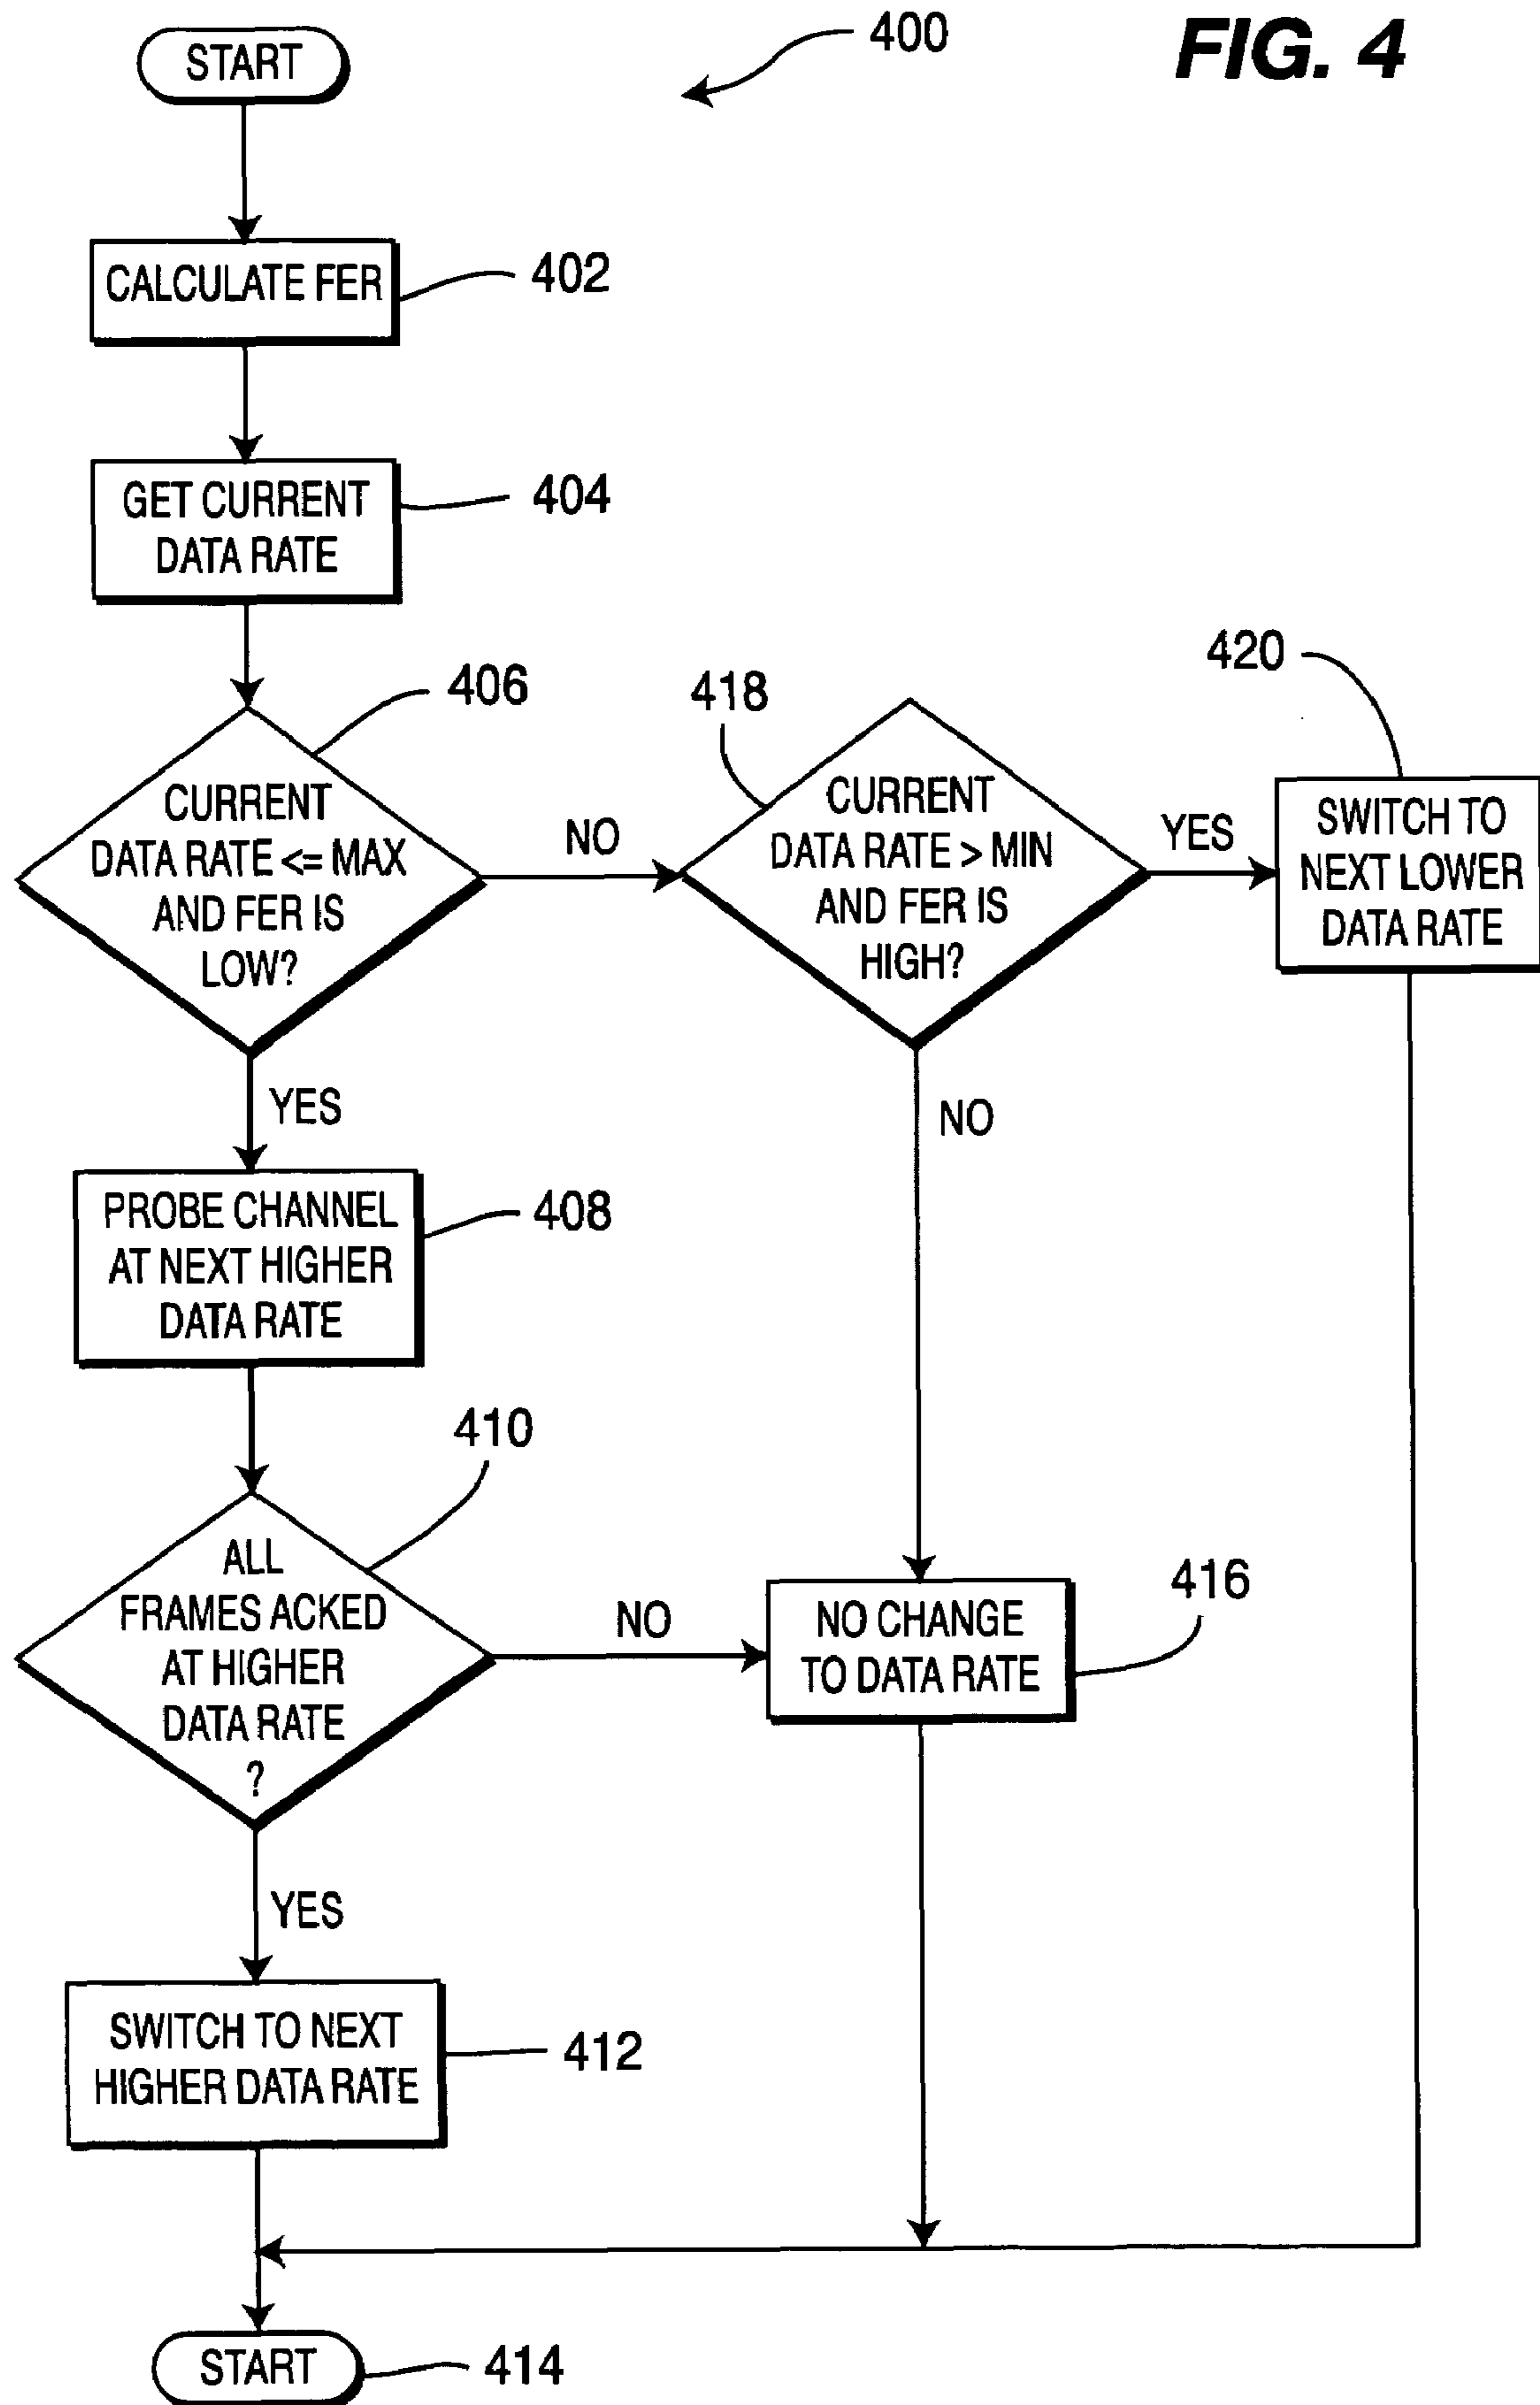 FIG. 4
400
START
CALCULATE FER
402
GET CURRENT
DATA RATE
404
406
CURRENT
DATA RATE <= MAX
AND FER IS
LOW?
NO
418
CURRENT
DATA RATE > MIN
AND FER IS
HIGH?
YES
420
SWITCH TO
NEXT LOWER
DATA RATE
YES
NO
PROBE CHANNEL
AT NEXT HIGHER
DATA RATE
408
410
ALL
FRAMES ACKED
AT HIGHER
DATA RATE
?
NO
NO CHANGE
TO DATA RATE
416
YES
SWITCH TO NEXT
HIGHER DATA RATE
412
START
414